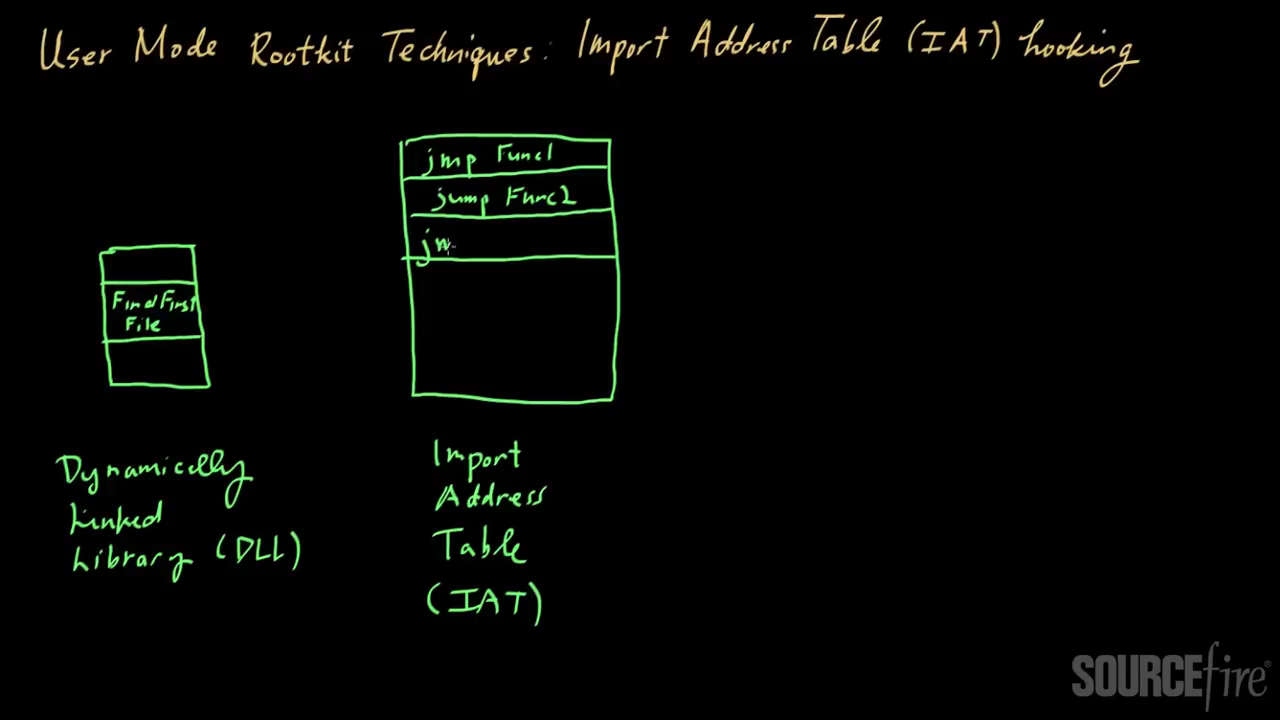 User Mode Rootkit Techniques: Import Address Table (IAT) hooking
jmp Func1
jump Func2
jm
FindFirst
File
Dynamically
Linked
Library (DLL)
Import
Address
Table
(IAT)
SOURCEfire®